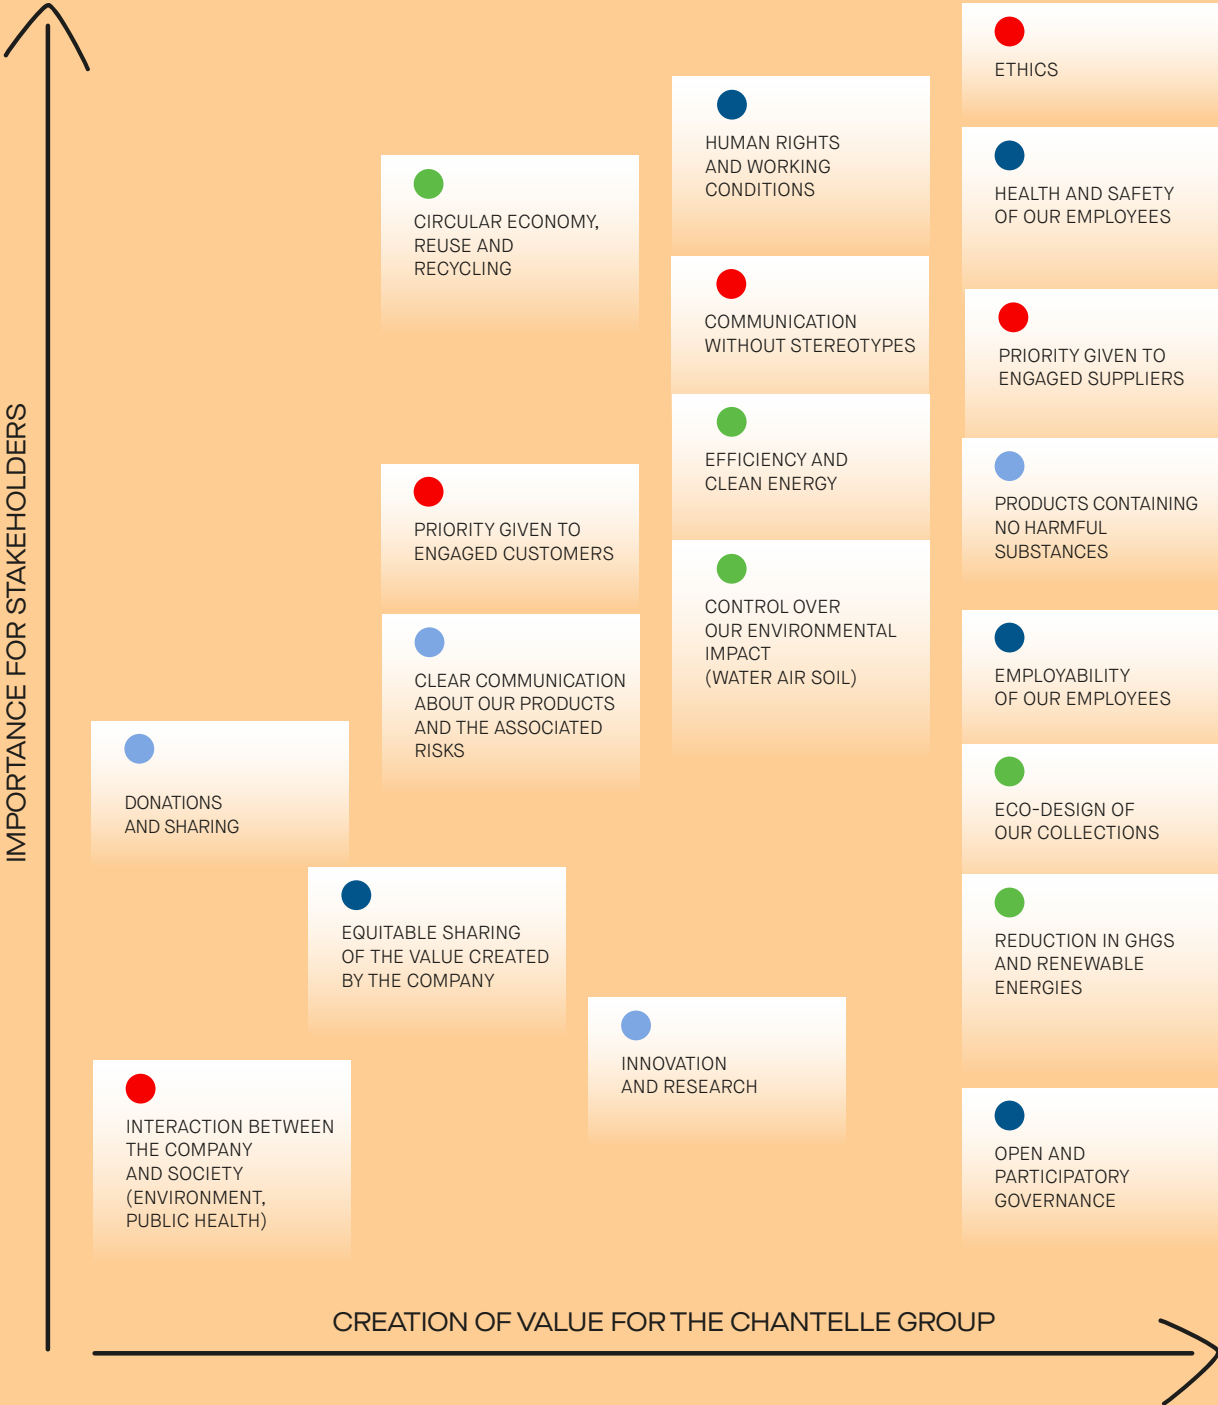 ETHICS
HUMAN RIGHTS
AND WORKING
CONDITIONS
HEALTH AND SAFETY
OF OUR EMPLOYEES
CIRCULAR ECONOMY,
REUSE AND
RECYCLING
COMMUNICATION
WITHOUT STEREOTYPES
PRIORITY GIVEN TO
ENGAGED SUPPLIERS
EFFICIENCY AND
CLEAN ENERGY
PRODUCTS CONTAINING
NO HARMFUL
SUBSTANCES
PRIORITY GIVEN TO
ENGAGED CUSTOMERS
CONTROL OVER
OUR ENVIRONMENTAL
IMPACT
(WATER AIR SOIL)
EMPLOYABILITY
OF OUR EMPLOYEES
CLEAR COMMUNICATION
ABOUT OUR PRODUCTS
AND THE ASSOCIATED
RISKS
DONATIONS
AND SHARING
ECO-DESIGN OF
OUR COLLECTIONS
EQUITABLE SHARING
OF THE VALUE CREATED
BY THE COMPANY
REDUCTION IN GHGS
AND RENEWABLE
ENERGIES
INNOVATION
AND RESEARCH
INTERACTION BETWEEN
THE COMPANY
AND SOCIETY
(ENVIRONMENT,
PUBLIC HEALTH)
OPEN AND
PARTICIPATORY
GOVERNANCE
IMPORTANCE FOR STAKEHOLDERS
CREATION OF VALUE FOR THE CHANTELLE GROUP